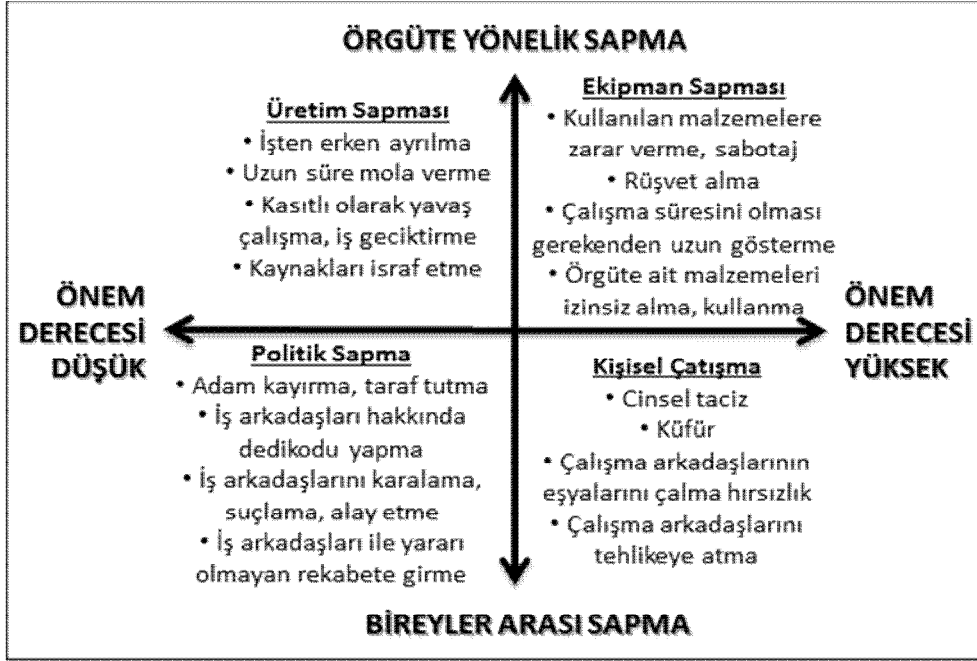 ÖRGÜTE YÖNELİK SAPMA
Üretim Sapması
• İşten erken ayrılma
• Uzun süre mola verme
• Kasıtlı olarak yavaş
çalışma, iş geciktirme
• Kaynakları israf etme
Ekipman Sapması
• Kullanılan malzemelere
zarar verme, sabotaj
• Rüşvet alma
• Çalışma süresini olması
gerekenden uzun gösterme
• Örgüte ait malzemeleri
izinsiz alma, kullanma
ÖNEM
DERECESİ
DÜŞÜK
ÖNEM
DERECESİ
YÜKSEK
Politik Sapma
• Adam kayırma, taraf tutma
• İş arkadaşları hakkında
dedikodu yapma
• İş arkadaşlarını karalama,
suçlama, alay etme
• İş arkadaşları ile yararı
olmayan rekabete girme
Kişisel Çatışma
• Cinsel taciz
• Küfür
• Çalışma arkadaşlarının
eşyalarını çalma hırsızlık
• Çalışma arkadaşlarını
tehlikeye atma
BİREYLER ARASI SAPMA